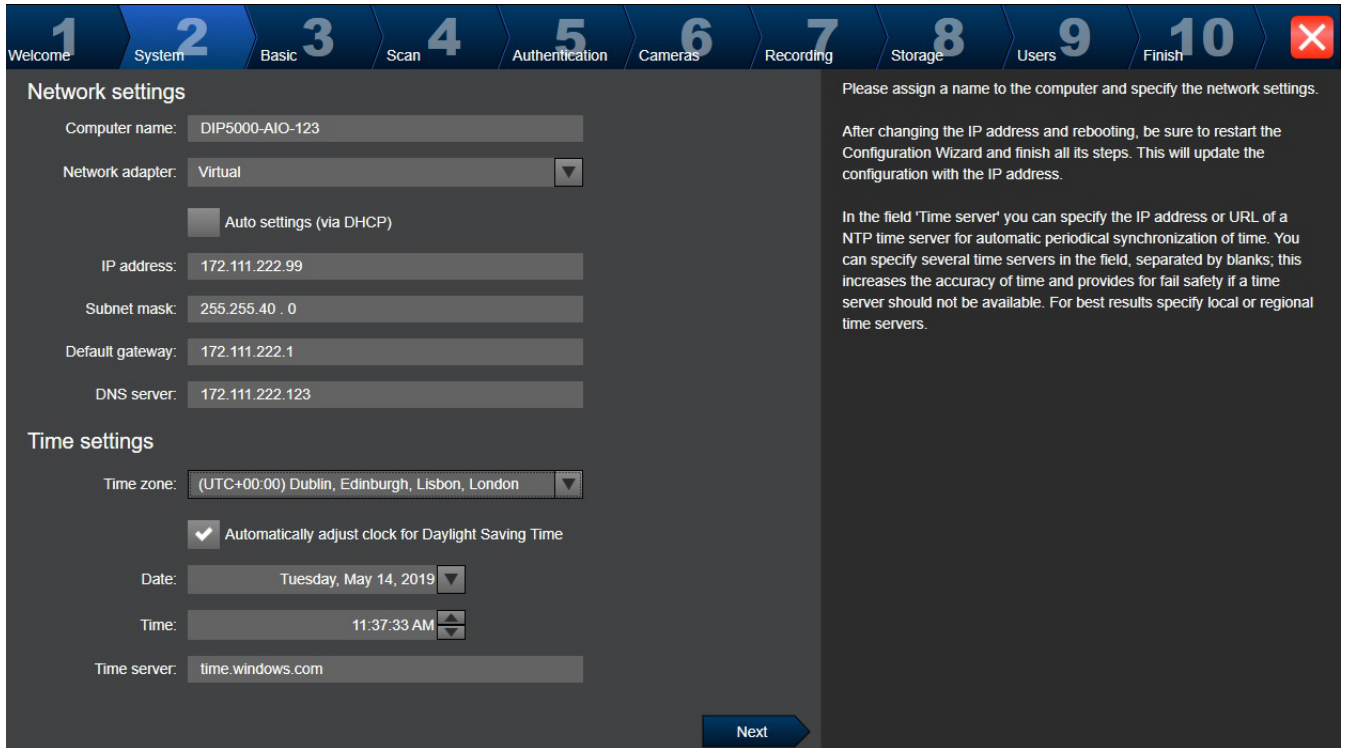 1 2 3 4 5 6 7 8 9 10
Welcome System Basic Scan Authentication Cameras Recording Storage Users Finish
Network settings
Computer name: DIP5000-AIO-123
Network adapter: Virtual
Auto settings (via DHCP)
IP address: 172.111.222.99
Subnet mask: 255.255.40 . 0
Default gateway: 172.111.222.1
DNS server: 172.111.222.123
Time settings
Time zone: (UTC+00:00) Dublin, Edinburgh, Lisbon, London
Automatically adjust clock for Daylight Saving Time
Date: Tuesday, May 14, 2019
Time: 11:37:33 AM
Time server: time.windows.com
Next
Please assign a name to the computer and specify the network settings.
After changing the IP address and rebooting, be sure to restart the
Configuration Wizard and finish all its steps. This will update the
configuration with the IP address.
In the field 'Time server' you can specify the IP address or URL of a
NTP time server for automatic periodical synchronization of time. You
can specify several time servers in the field, separated by blanks; this
increases the accuracy of time and provides for fail safety if a time
server should not be available. For best results specify local or regional
time servers.